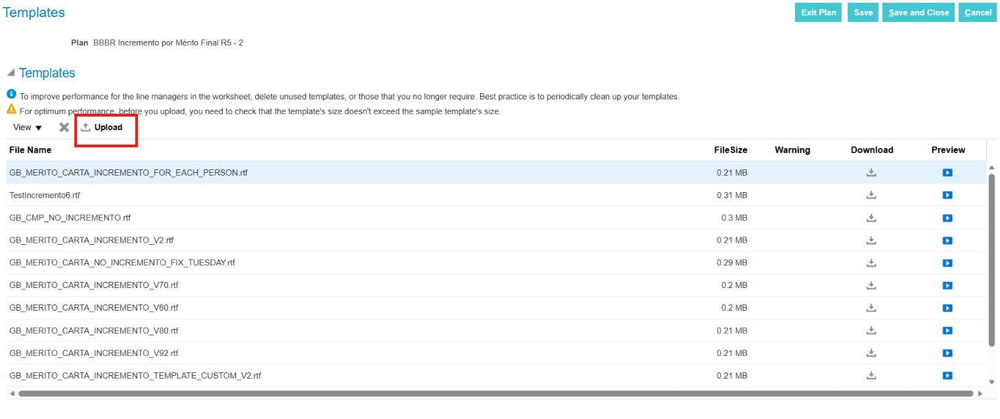 Templates
Exit Plan Save Save and Close Cancel
Plan BBBR Incremento por Mérito Final R5 - 2
Templates
To improve performance for the line managers in the worksheet, delete unused templates, or those that you no longer require. Best practice is to periodically clean up your templates.
For optimum performance, before you upload, you need to check that the template's size doesn't exceed the sample template's size.
View Upload
File Name FileSize Warning Download Preview
GB_MERITO_CARTA_INCREMENTO_FOR_EACH_PERSON.rtf 0.21 MB
TestIncremento6.rtf 0.31 MB
GB_CMP_NO_INCREMENTO.rtf 0.3 MB
GB_MERITO_CARTA_INCREMENTO_V2.rtf 0.21 MB
GB_MERITO_CARTA_NO_INCREMENTO_FIX_TUESDAY.rtf 0.29 MB
GB_MERITO_CARTA_INCREMENTO_V70.rtf 0.2 MB
GB_MERITO_CARTA_INCREMENTO_V60.rtf 0.2 MB
GB_MERITO_CARTA_INCREMENTO_V80.rtf 0.21 MB
GB_MERITO_CARTA_INCREMENTO_V92.rtf 0.21 MB
GB_MERITO_CARTA_INCREMENTO_TEMPLATE_CUSTOM_V2.rtf 0.21 MB